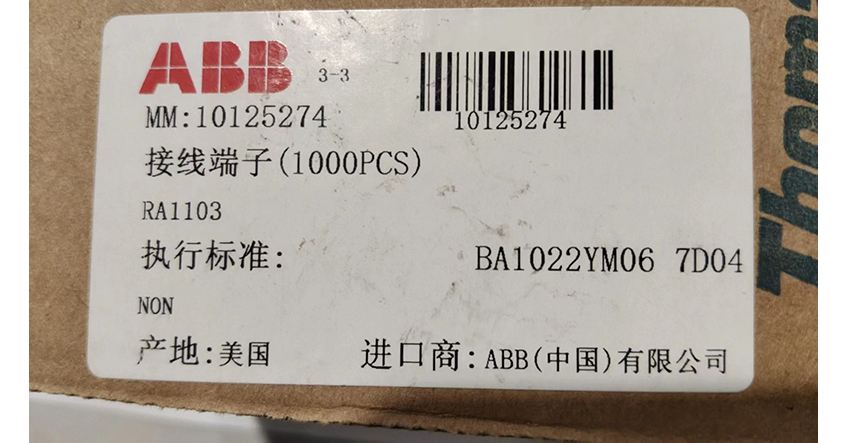 ABB 3-3
MM:10125274
10125274
接线端子(1000PCS)
RA1103
执行标准: BA1022YM06 7D04
NON
产地:美国 进口商:ABB(中国)有限公司
Thom